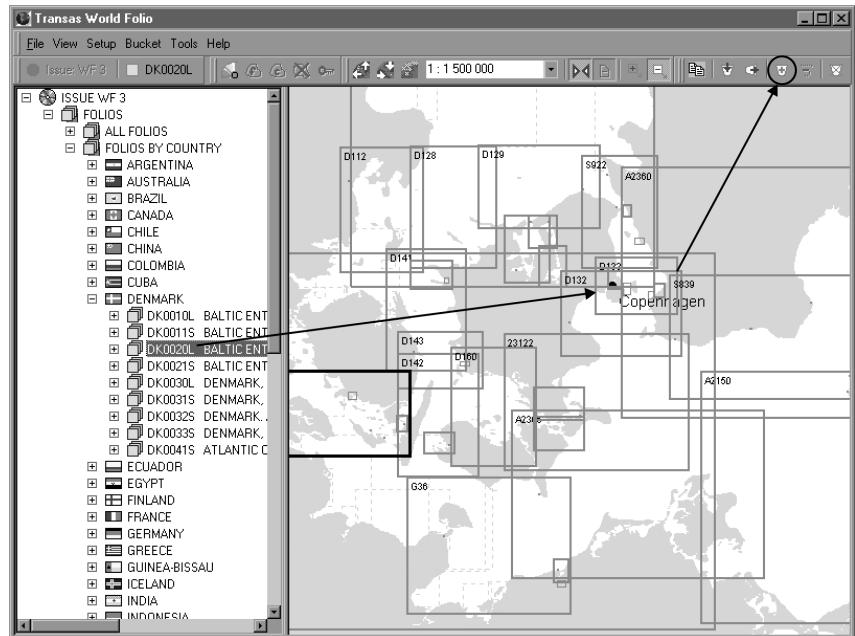 Transas World Folio
File View Setup Bucket Tools Help
Issue: WF 3 DK0020L 1 : 1 500 000
ISSUE WF 3
FOLIOS
ALL FOLIOS
FOLIOS BY COUNTRY
ARGENTINA
AUSTRALIA
BRAZIL
CANADA
CHILE
CHINA
COLOMBIA
CUBA
DENMARK
DK0010L BALTIC ENT
DK0011S BALTIC ENT
DK0020L BALTIC ENT
DK0021S BALTIC ENT
DK0030L DENMARK,
DK0031S DENMARK,
DK0032S DENMARK.
DK0033S DENMARK,
DK0041S ATLANTIC C
ECUADOR
EGYPT
FINLAND
FRANCE
GERMANY
GREECE
GUINEA-BISSAU
ICELAND
INDIA
INDONESIA
D112
D128
D129
S922
A2360
D141
D133
D132
S839
Copenhagen
D143
23122
D142
D160
A2150
G36